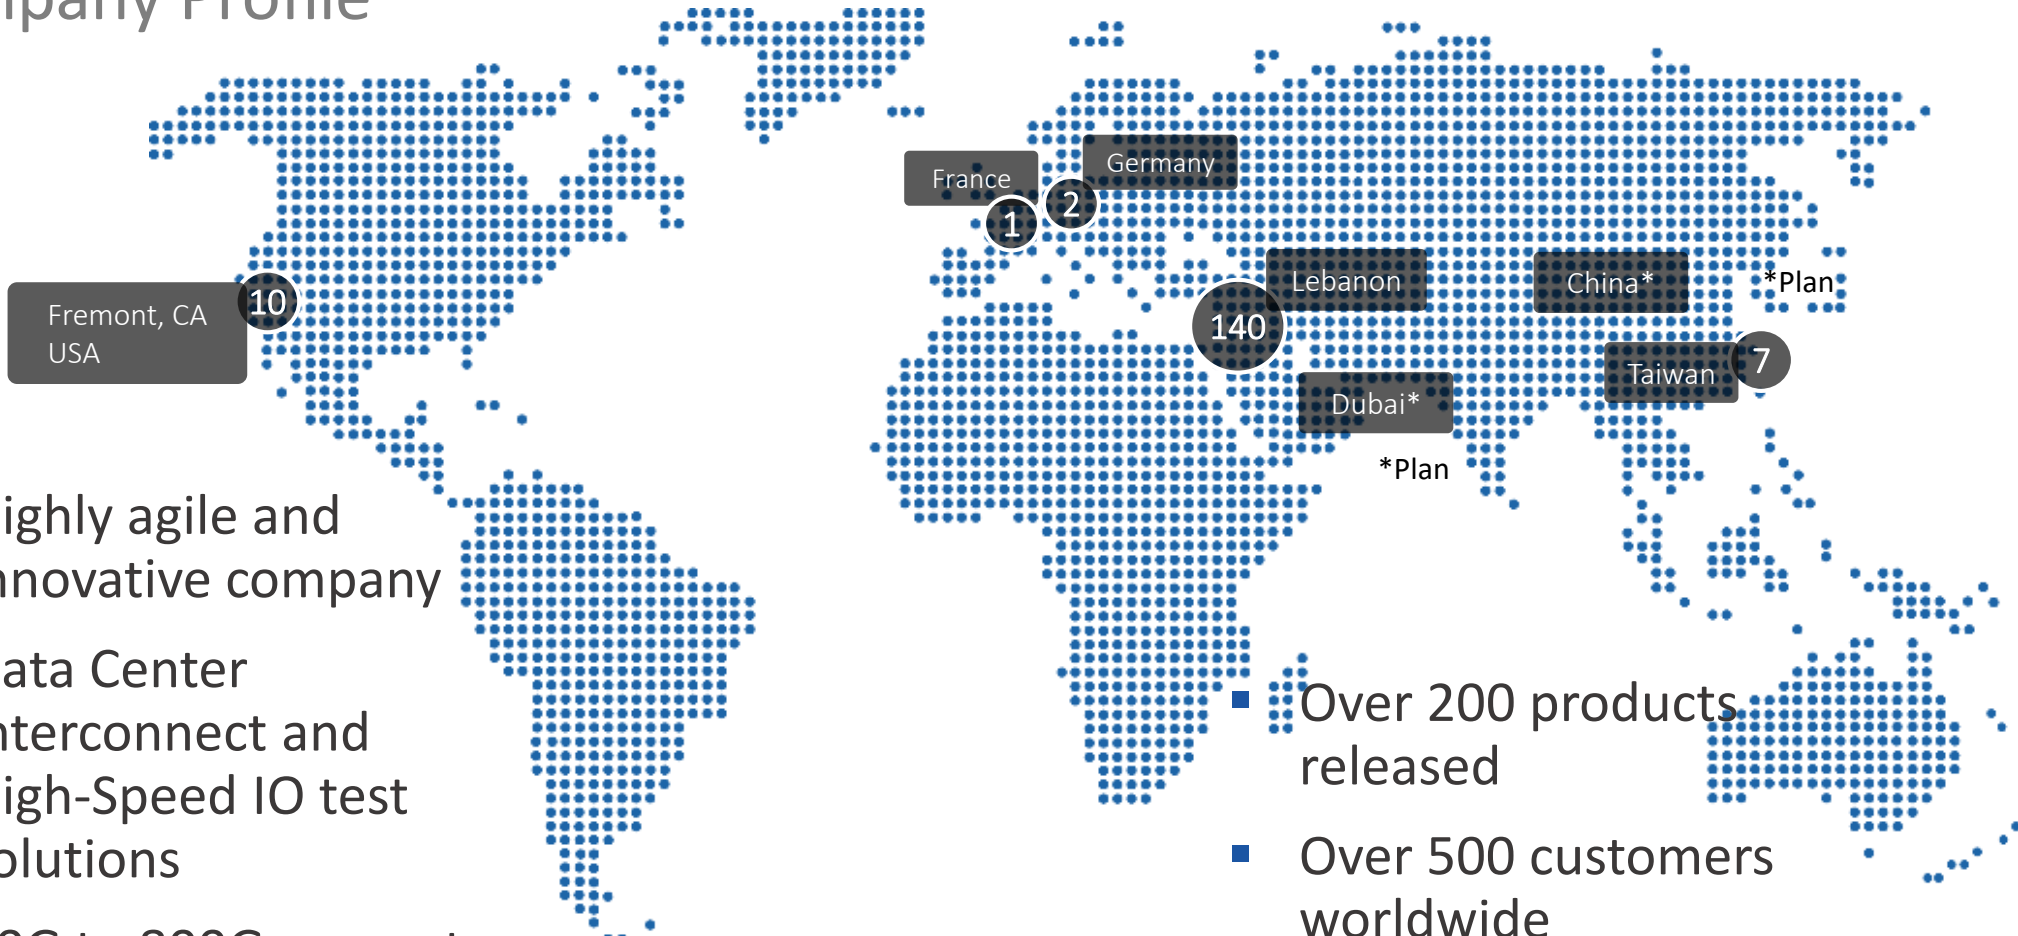 mpany Profile
France
Germany
1
2
Fremont, CA
USA
10
Lebanon
140
China*
*Plan
Taiwan
7
Dubai*
*Plan
ighly agile and
nnovative company
ata Center
nterconnect and
igh-Speed IO test
olutions
Over 200 products
released
Over 500 customers
worldwide